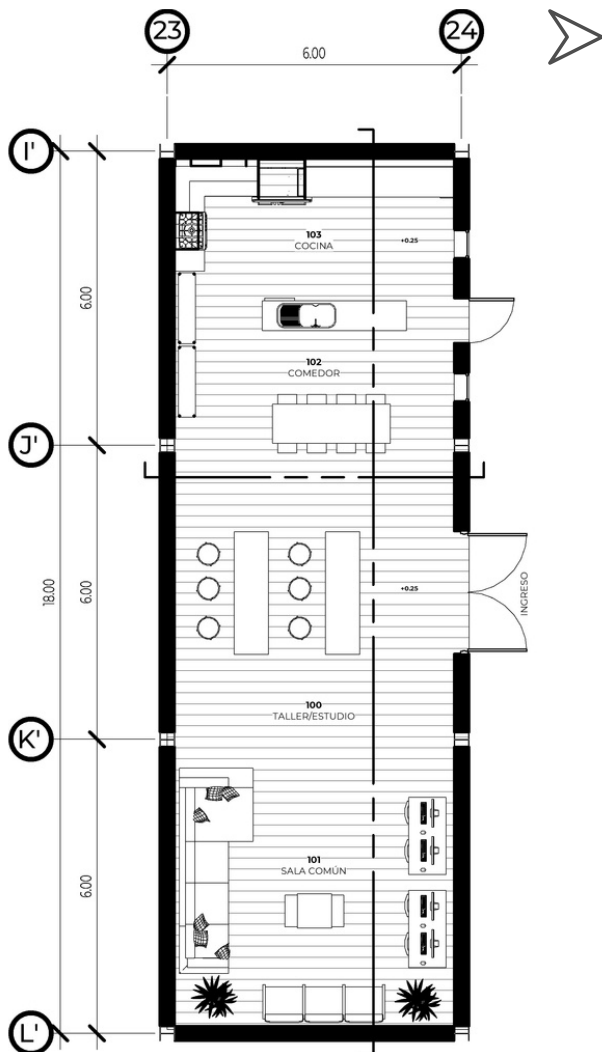 23
24
6.00
I'
103
COCINA
+0.25
6.00
102
COMEDOR
J'
18.00
6.00
+0.25
INGRESO
100
TALLER/ESTUDIO
K'
6.00
101
SALA COMÚN
L'